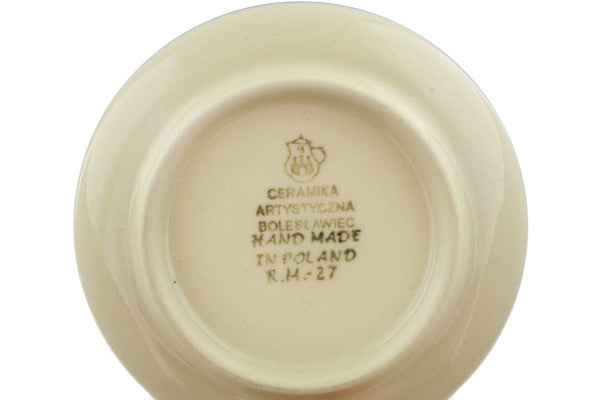 CERAMIKA
ARTYSTYCZNA
BOLESŁAWIEC
HAND MADE
IN POLAND
R.M.-27